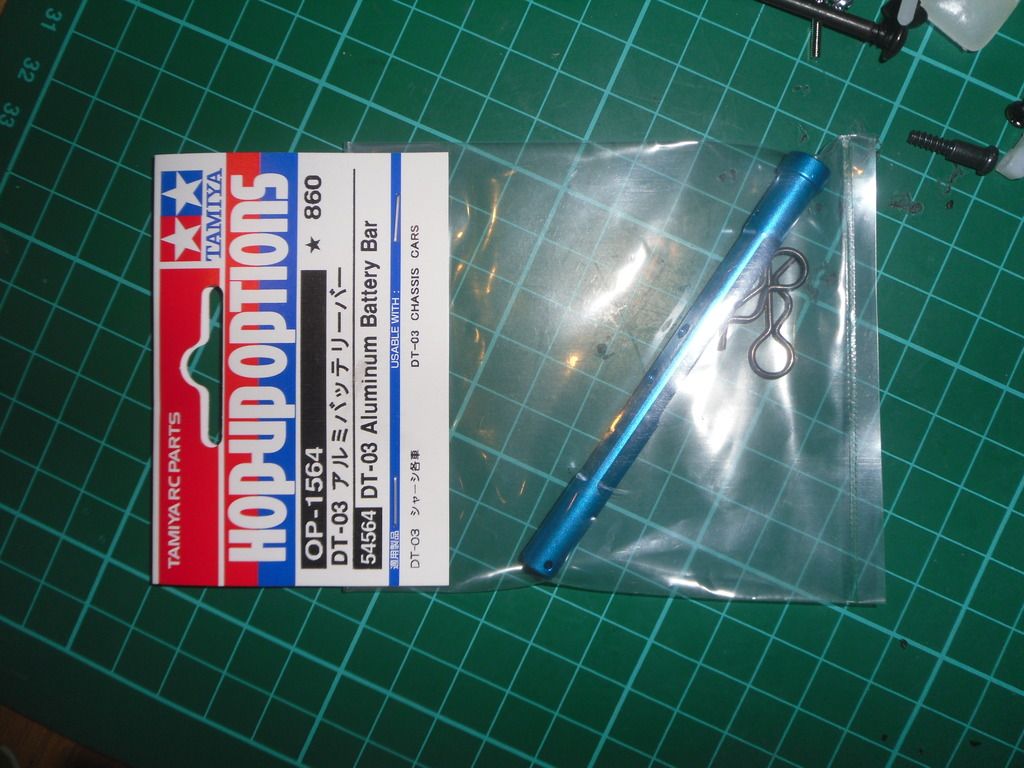 TAMIYA RC PARTS
TAMIYA
HOP-UP OPTIONS
OP-1564 ★ 860
DT-03 アルミバッテリーバー
54564 DT-03 Aluminum Battery Bar
適用製品 USABLE WITH :
DT-03 シャーシ各車 DT-03 CHASSIS CARS
31
32
33